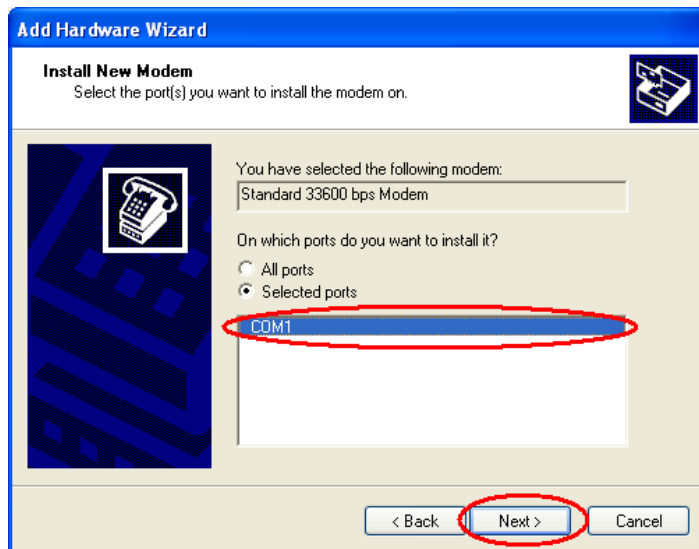 Add Hardware Wizard
Install New Modem
Select the port(s) you want to install the modem on.
You have selected the following modem:
Standard 33600 bps Modem
On which ports do you want to install it?
All ports
Selected ports
COM1
< Back
Next >
Cancel